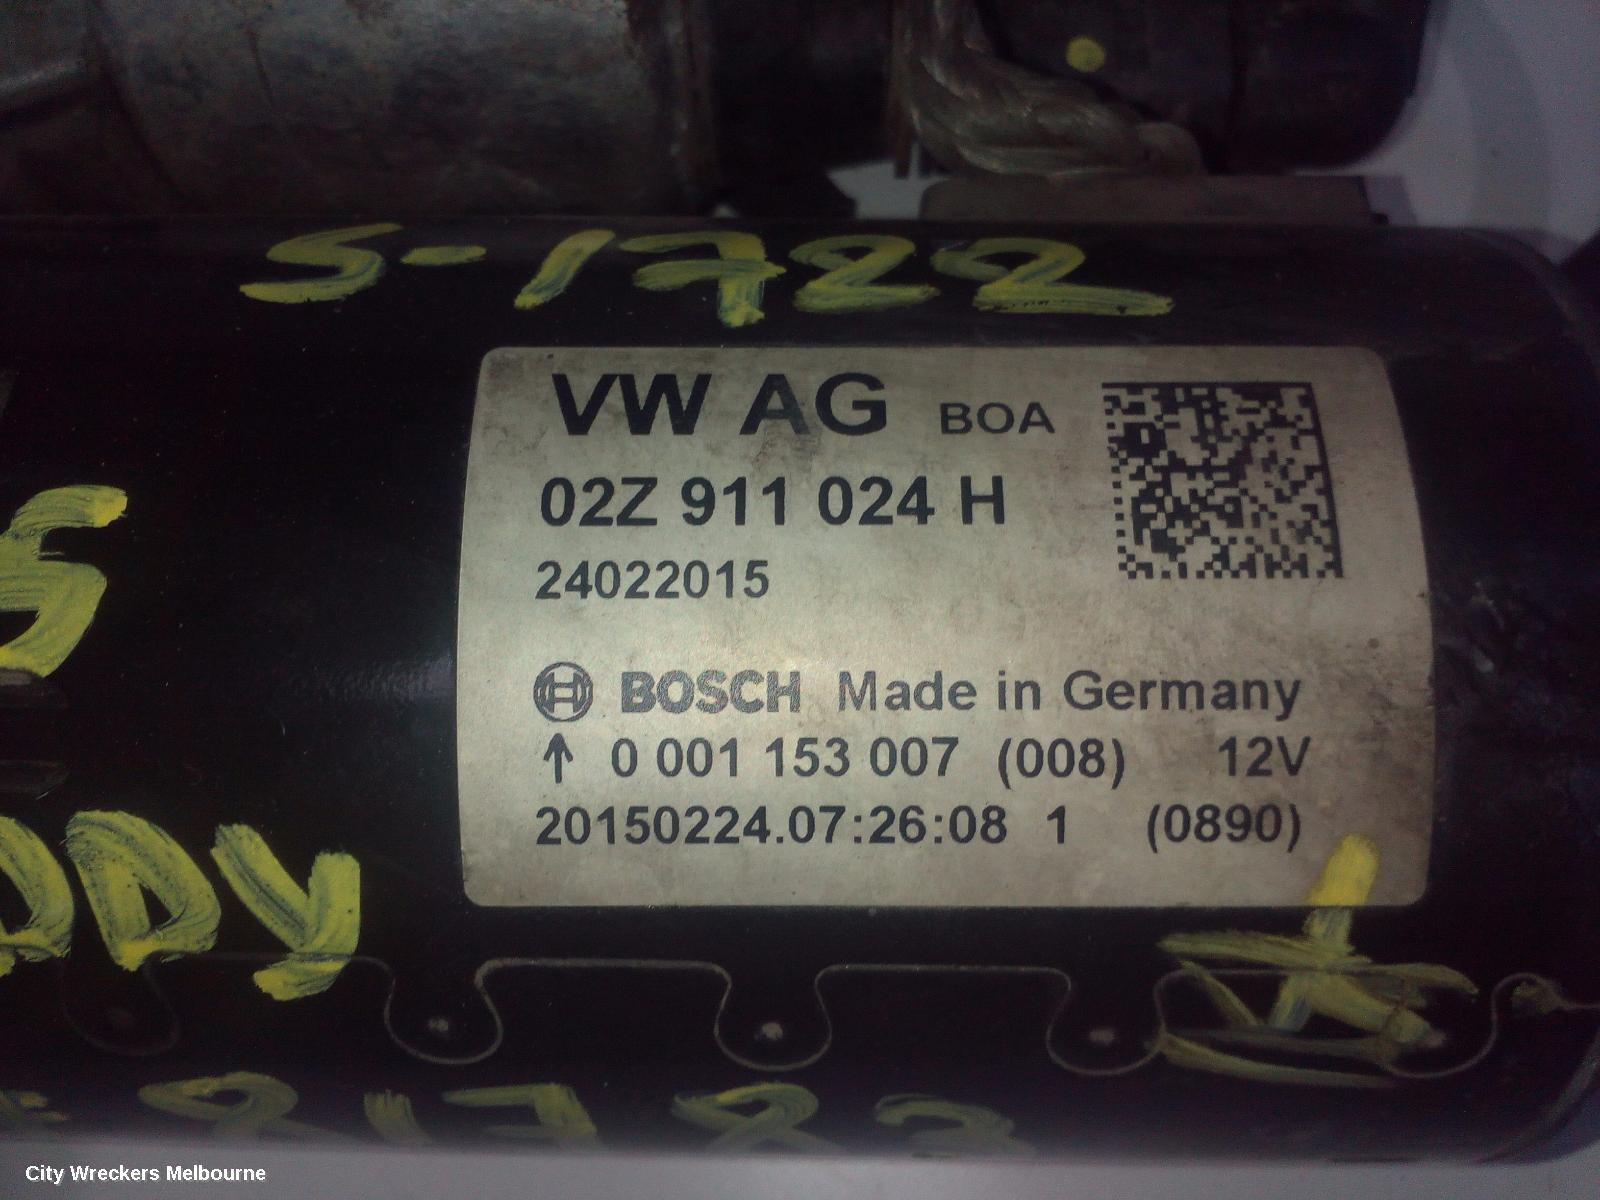 S-1722
VW AG BOA
02Z 911 024 H
24022015
BOSCH Made in Germany
↑ 0 001 153 007 (008) 12V
20150224.07:26:08 1 (0890)
DDY
City Wreckers Melbourne